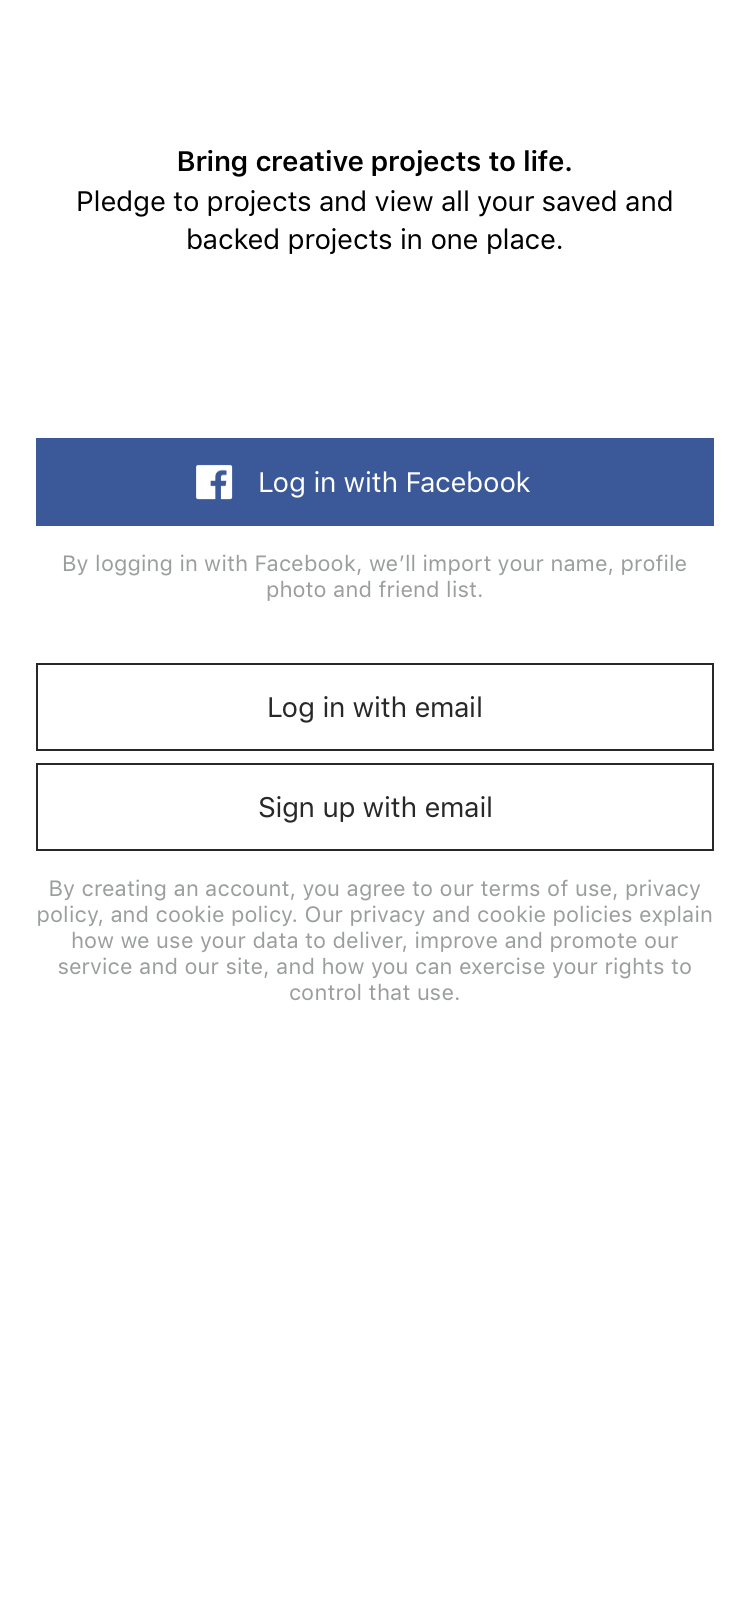 Bring creative projects to life.
Pledge to projects and view all your saved and
backed projects in one place.
Log in with Facebook
By logging in with Facebook, we’ll import your name, profile
photo and friend list.
Log in with email
Sign up with email
By creating an account, you agree to our terms of use, privacy
policy, and cookie policy. Our privacy and cookie policies explain
how we use your data to deliver, improve and promote our
service and our site, and how you can exercise your rights to
control that use.